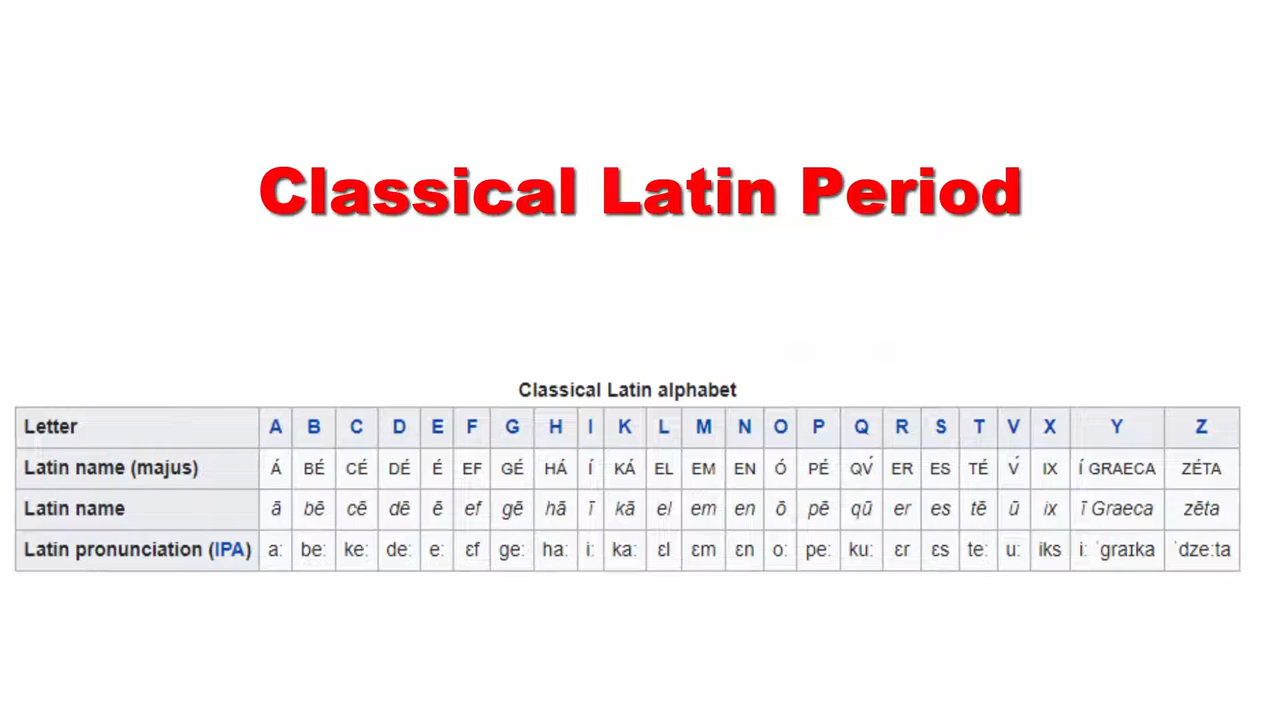 Classical Latin Period
Classical Latin alphabet
Letter A B C D E F G H I K L M N O P Q R S T V X Y Z
Latin name (majus) Á BÉ CÉ DÉ É EF GÉ HÁ Í KÁ EL EM EN Ó PÉ QV́ ER ES TÉ V́ IX Í GRAECA ZÉTA
Latin name ā bē cē dē ē ef gē hā ī kā el em en ō pē qū er es tē ū ix ī Graeca zēta
Latin pronunciation (IPA) aː beː keː deː eː ɛf ɡeː haː iː kaː ɛl ɛm ɛn oː peː kuː ɛr ɛs teː uː iks iː ˈɡraɪka ˈdzeːta